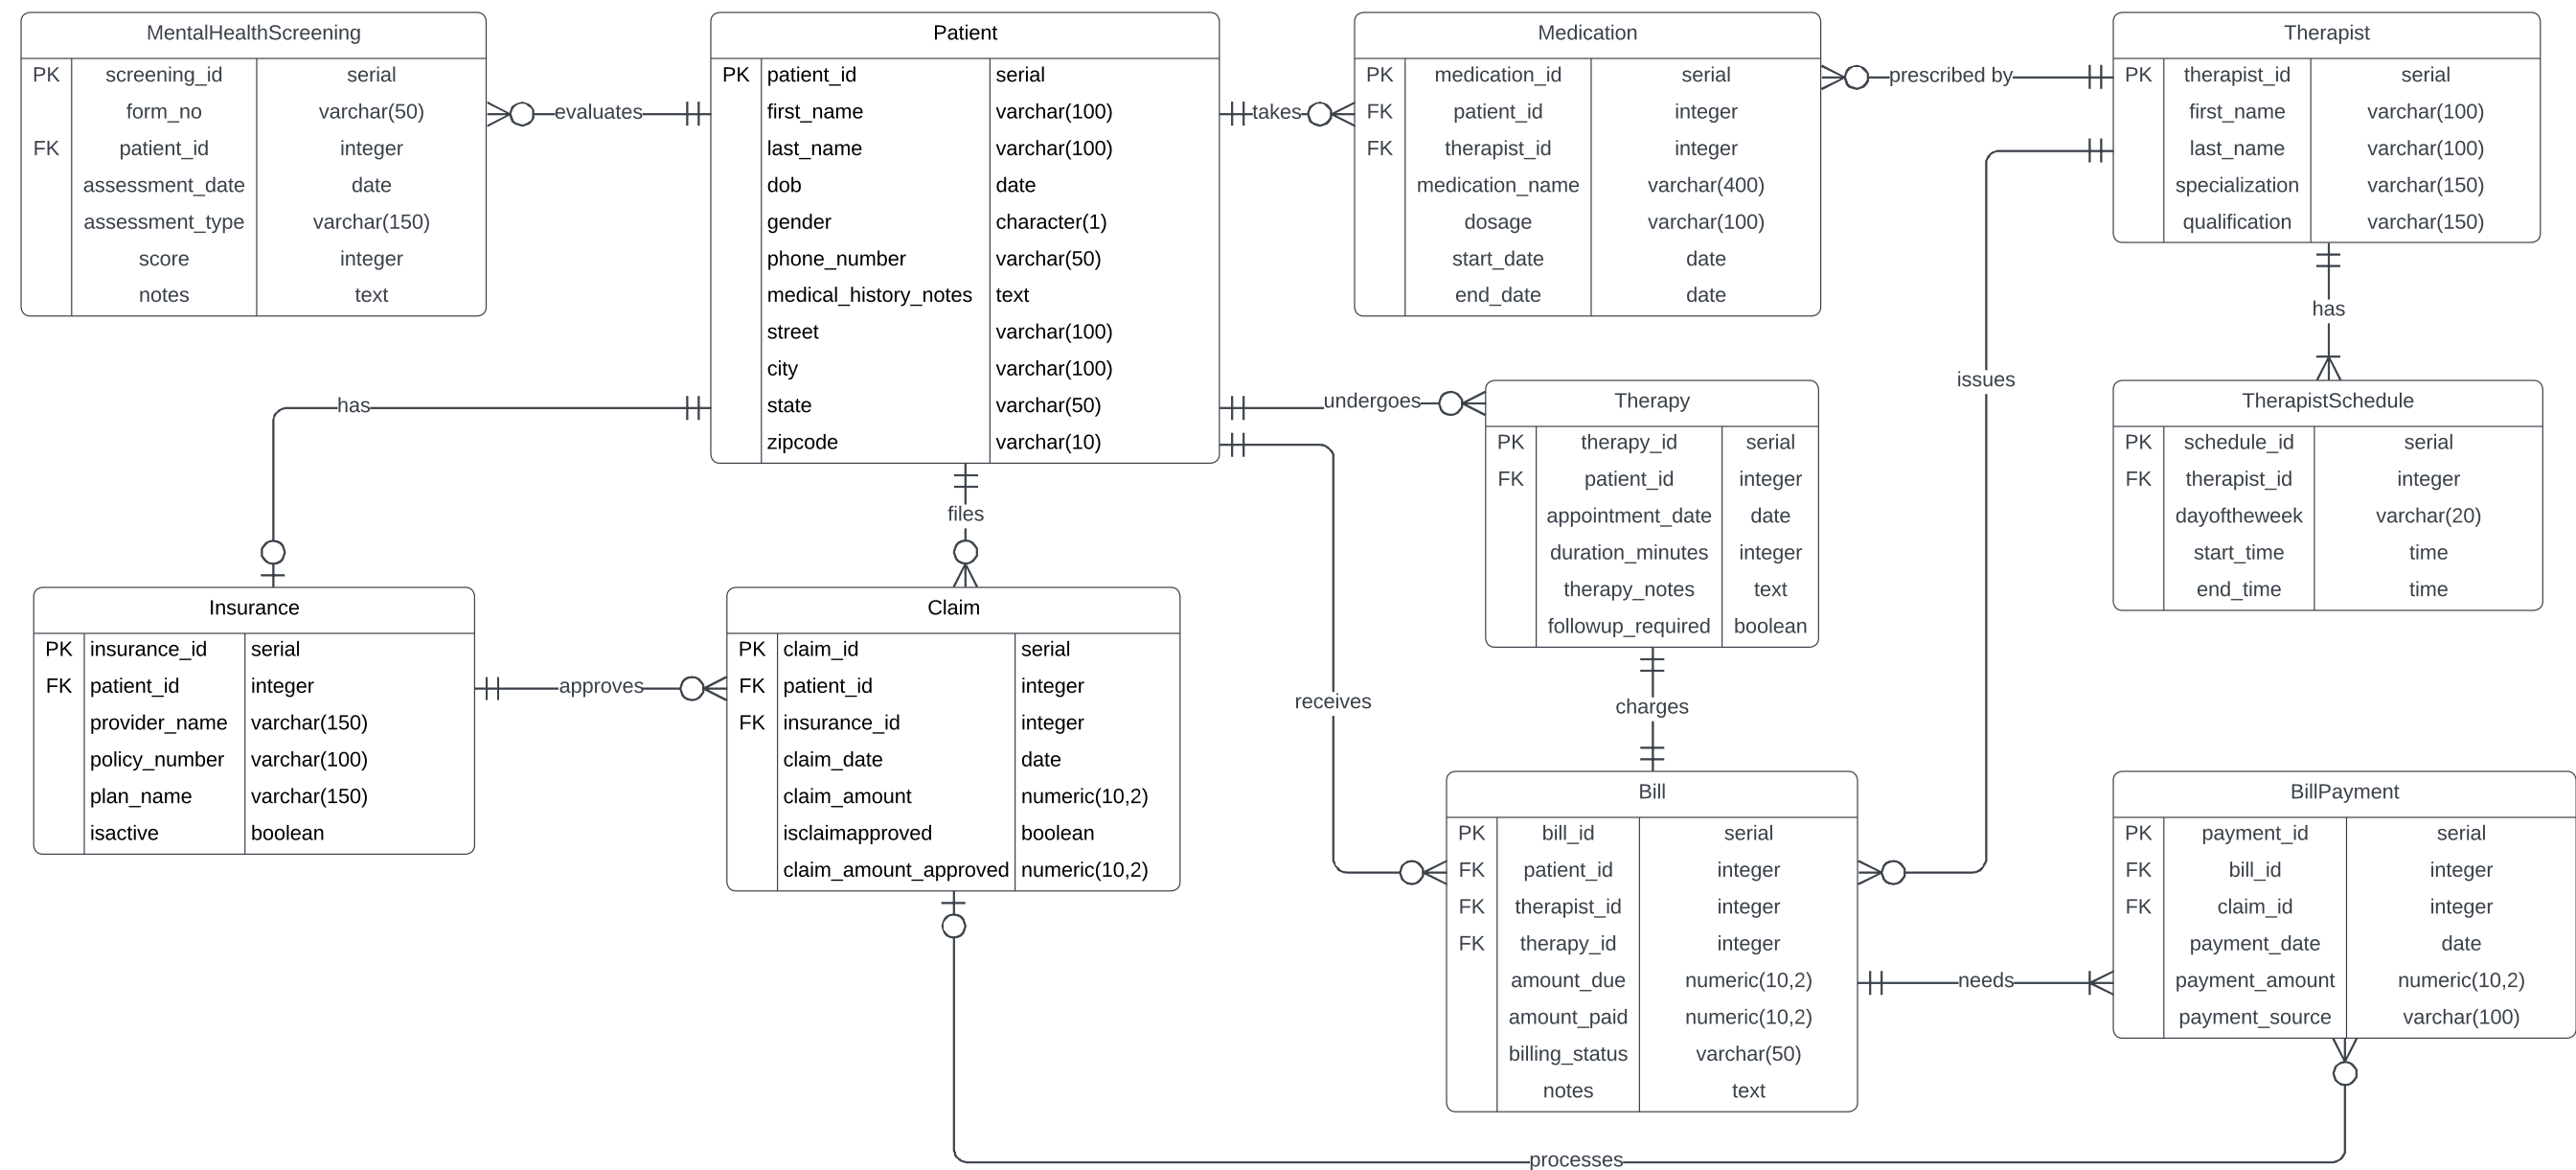 MentalHealthScreening
PK screening_id serial
form_no varchar(50)
FK patient_id integer
assessment_date date
assessment_type varchar(150)
score integer
notes text
evaluates
Patient
PK patient_id serial
first_name varchar(100)
last_name varchar(100)
dob date
gender character(1)
phone_number varchar(50)
medical_history_notes text
street varchar(100)
city varchar(100)
state varchar(50)
zipcode varchar(10)
takes
Medication
PK medication_id serial
FK patient_id integer
FK therapist_id integer
medication_name varchar(400)
dosage varchar(100)
start_date date
end_date date
prescribed by
Therapist
PK therapist_id serial
first_name varchar(100)
last_name varchar(100)
specialization varchar(150)
qualification varchar(150)
has
issues
has
undergoes
Therapy
PK therapy_id serial
FK patient_id integer
appointment_date date
duration_minutes integer
therapy_notes text
followup_required boolean
TherapistSchedule
PK schedule_id serial
FK therapist_id integer
dayoftheweek varchar(20)
start_time time
end_time time
files
Insurance
PK insurance_id serial
FK patient_id integer
provider_name varchar(150)
policy_number varchar(100)
plan_name varchar(150)
isactive boolean
approves
Claim
PK claim_id serial
FK patient_id integer
FK insurance_id integer
claim_date date
claim_amount numeric(10,2)
isclaimapproved boolean
claim_amount_approved numeric(10,2)
receives
charges
Bill
PK bill_id serial
FK patient_id integer
FK therapist_id integer
FK therapy_id integer
amount_due numeric(10,2)
amount_paid numeric(10,2)
billing_status varchar(50)
notes text
needs
BillPayment
PK payment_id serial
FK bill_id integer
FK claim_id integer
payment_date date
payment_amount numeric(10,2)
payment_source varchar(100)
processes